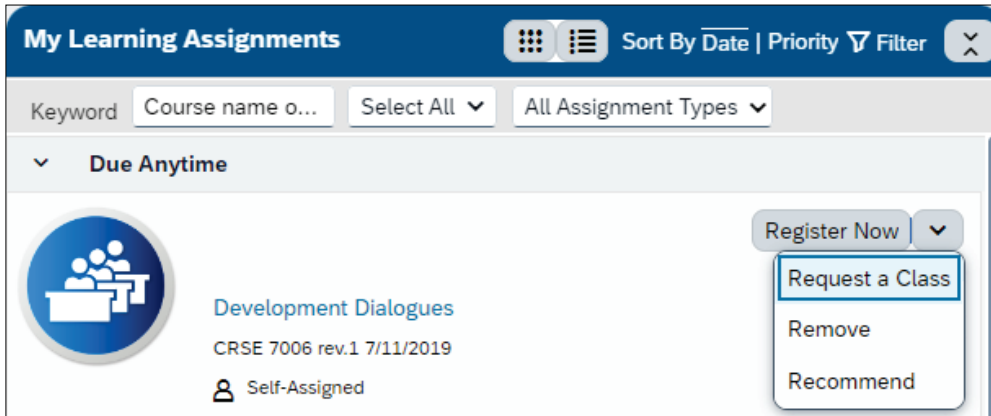 My Learning Assignments Sort By Date | Priority Filter
Keyword Course name o... Select All All Assignment Types
Due Anytime
Register Now
Request a Class
Remove
Recommend
Development Dialogues
CRSE 7006 rev.1 7/11/2019
Self-Assigned